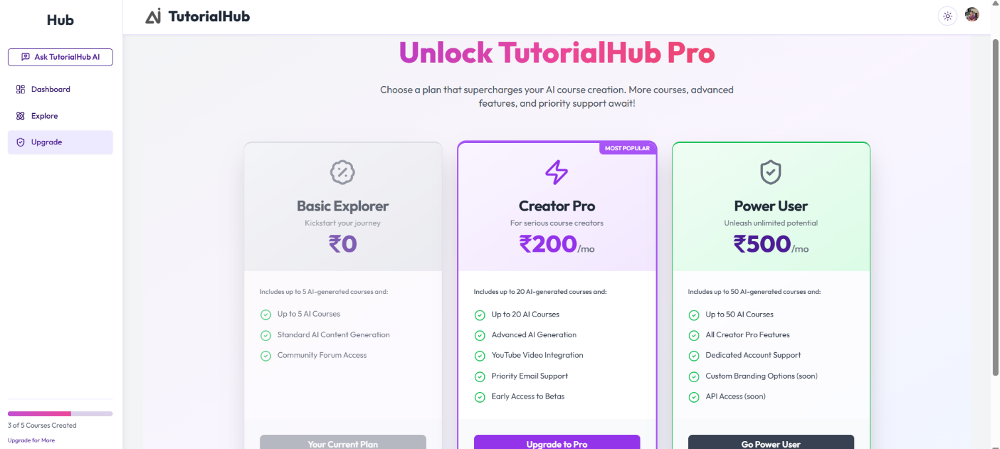 Hub
Ask TutorialHub AI
Dashboard
Explore
Upgrade
3 of 5 Courses Created
Upgrade for More
Ai TutorialHub
Unlock TutorialHub Pro
Choose a plan that supercharges your AI course creation. More courses, advanced
features, and priority support await!
Basic Explorer
Kickstart your journey
₹0
Includes up to 5 AI-generated courses and:
Up to 5 AI Courses
Standard AI Content Generation
Community Forum Access
Your Current Plan
MOST POPULAR
Creator Pro
For serious course creators
₹200/mo
Includes up to 20 AI-generated courses and:
Up to 20 AI Courses
Advanced AI Generation
YouTube Video Integration
Priority Email Support
Early Access to Betas
Upgrade to Pro
Power User
Unleash unlimited potential
₹500/mo
Includes up to 50 AI-generated courses and:
Up to 50 AI Courses
All Creator Pro Features
Dedicated Account Support
Custom Branding Options (soon)
API Access (soon)
Go Power User